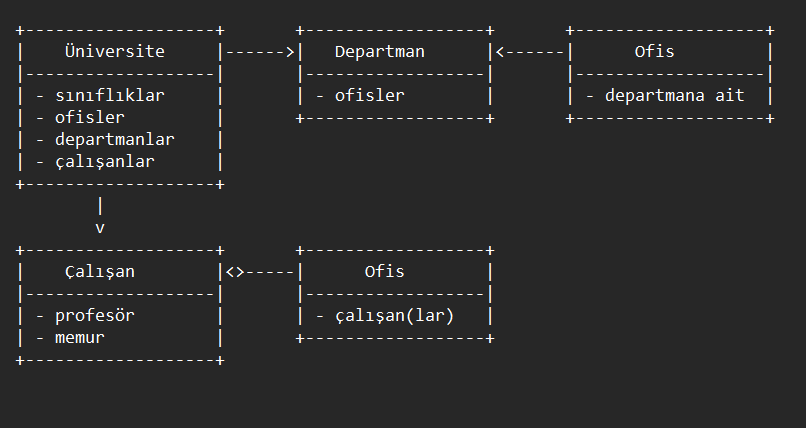 +-------------------+       +------------------+       +-------------------+
|    Üniversite     |------>|   Departman      |<------|      Ofis         |
|-------------------|       |------------------|       |-------------------|
| - sınıflıklar     |       | - ofisler        |       | - departmana ait  |
| - ofisler         |       +------------------+       +-------------------+
| - departmanlar    |
| - çalışanlar      |
+-------------------+
        |
        v
+-------------------+       +------------------+
|    Çalışan        |<>-----|      Ofis        |
|-------------------|       |------------------|
| - profesör        |       | - çalışan(lar)   |
| - memur           |       +------------------+
+-------------------+